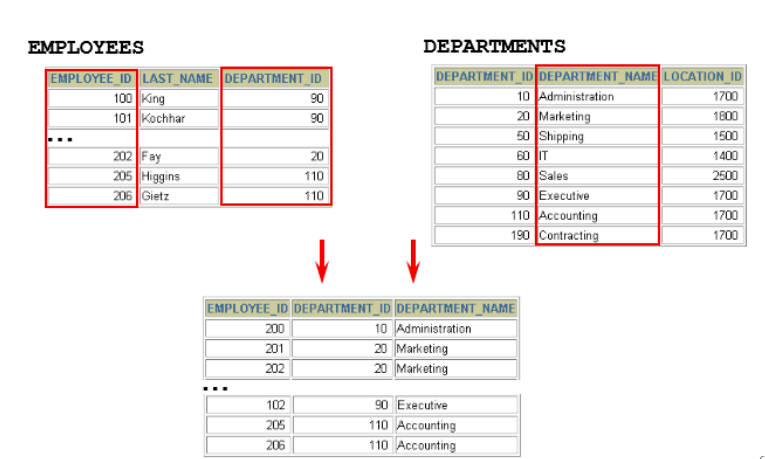 EMPLOYEES
EMPLOYEE_ID LAST_NAME DEPARTMENT_ID
100 King 90
101 Kochhar 90
...
202 Fay 20
205 Higgins 110
206 Gietz 110
DEPARTMENTS
DEPARTMENT_ID DEPARTMENT_NAME LOCATION_ID
10 Administration 1700
20 Marketing 1800
50 Shipping 1500
60 IT 1400
80 Sales 2500
90 Executive 1700
110 Accounting 1700
190 Contracting 1700
EMPLOYEE_ID DEPARTMENT_ID DEPARTMENT_NAME
200 10 Administration
201 20 Marketing
202 20 Marketing
...
102 90 Executive
205 110 Accounting
206 110 Accounting